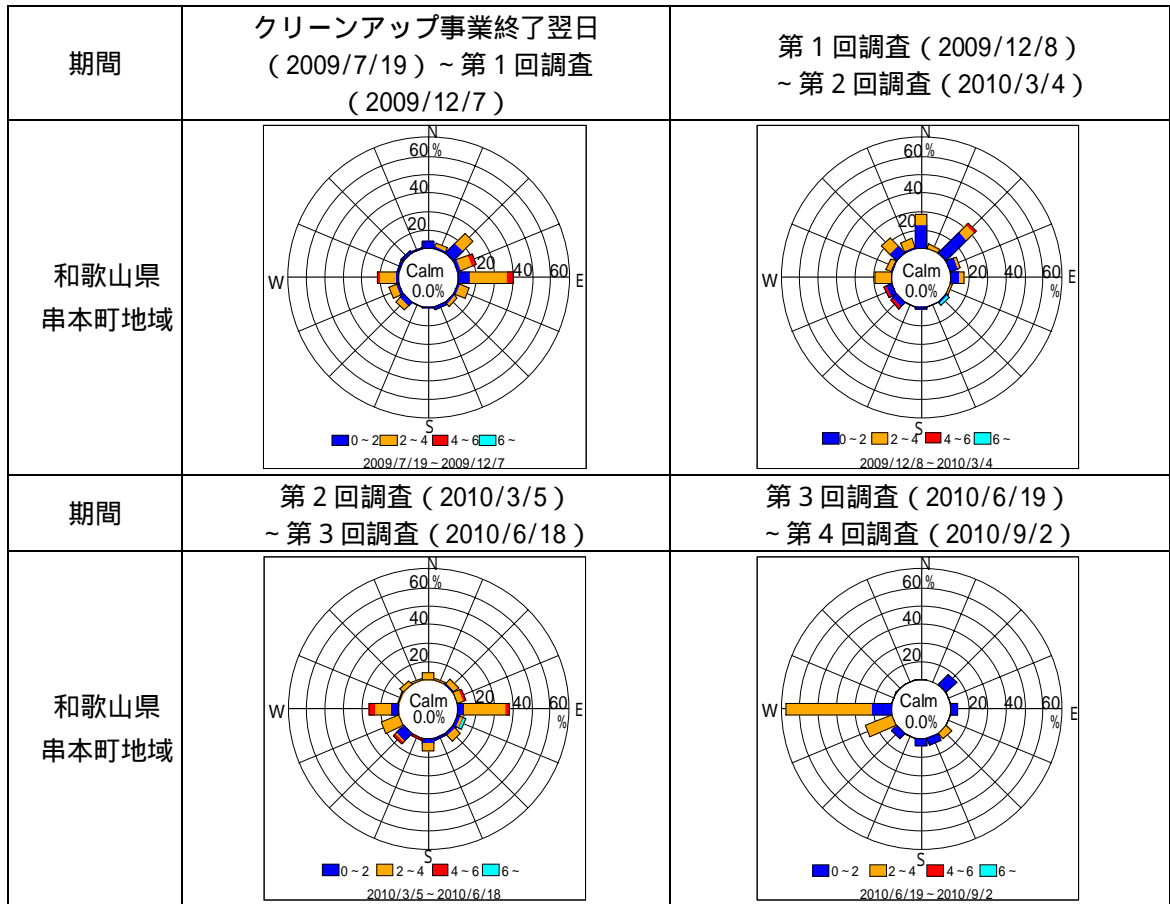 期間
クリーンアップ事業終了翌日
（2009/7/19）~第1回調査
（2009/12/7）
第1回調査（2009/12/8）
~第2回調査（2010/3/4）
和歌山県
串本町地域
N
60 %
40
20
W
Calm
0.0%
20 40 60
E
S
0~2 2~4 4~6 6~
2009/7/19~2009/12/7
N
60 %
40
20
W
Calm
0.0%
20 40 60
%
E
S
0~2 2~4 4~6 6~
2009/12/8~2010/3/4
期間
第2回調査（2010/3/5）
~第3回調査（2010/6/18）
第3回調査（2010/6/19）
~第4回調査（2010/9/2）
和歌山県
串本町地域
N
60 %
40
20
W
Calm
0.0%
20 40 60
%
E
S
0~2 2~4 4~6 6~
2010/3/5~2010/6/18
N
60 %
40
20
W
Calm
0.0%
20 40 60
%
E
S
0~2 2~4 4~6 6~
2010/6/19~2010/9/2